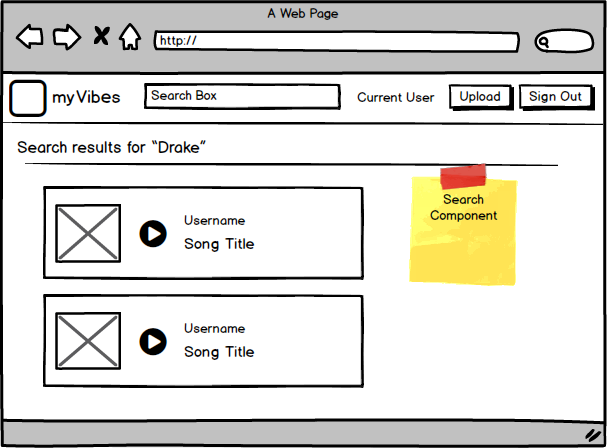 A Web Page
http://
myVibes
Search Box
Current User
Upload
Sign Out
Search results for “Drake”
Search
Component
Username
Song Title
Username
Song Title